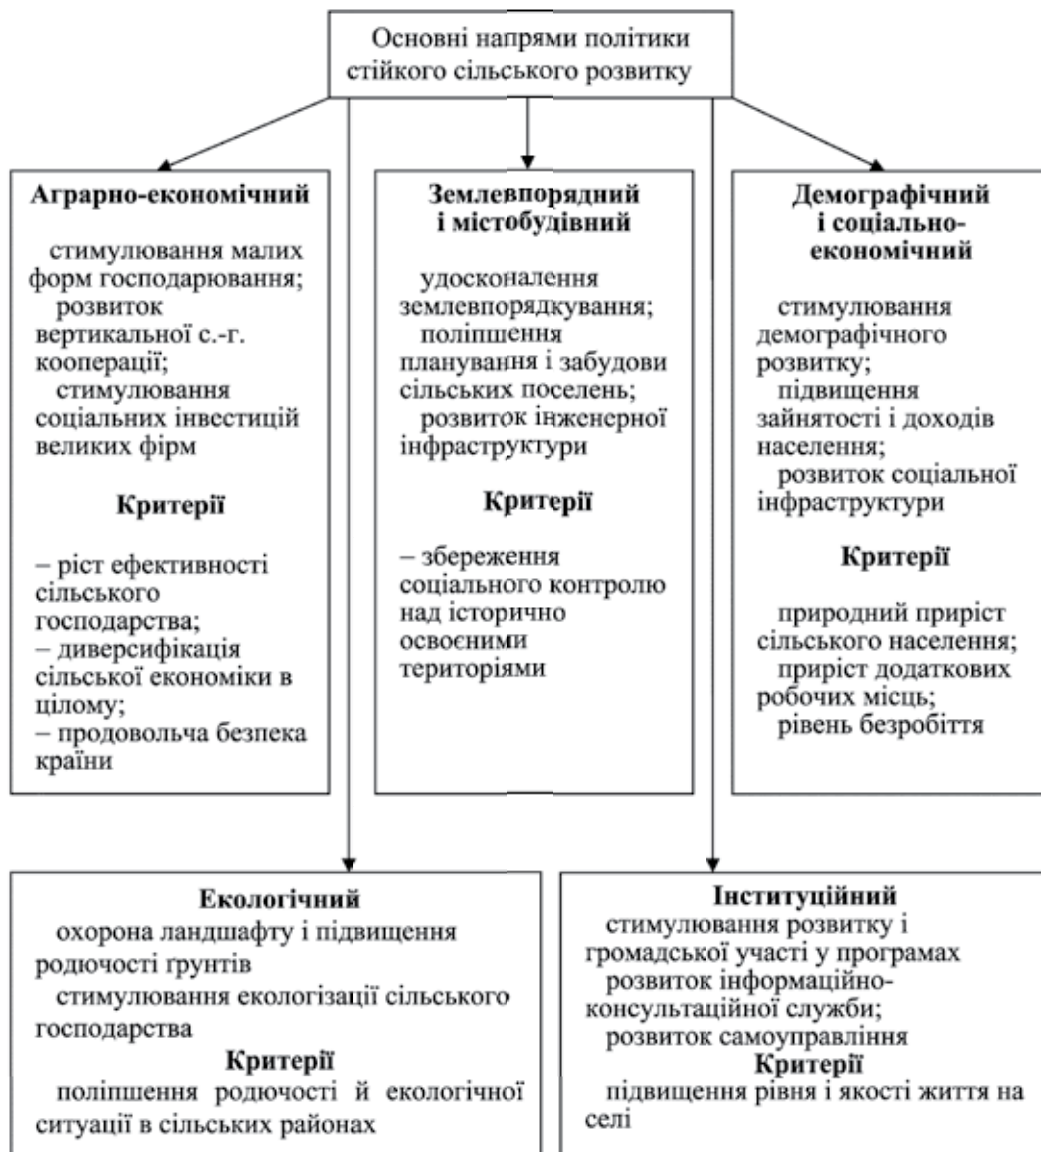 Основні напрями політики
стійкого сільського розвитку
Аграрно-економічний
стимулювання малих
форм господарювання;
розвиток
вертикальної с.-г.
кооперації;
стимулювання
соціальних інвестицій
великих фірм
Критерії
– ріст ефективності
сільського
господарства;
– диверсифікація
сільської економіки в
цілому;
– продовольча безпека
країни
Землевпорядний
і містобудівний
удосконалення
землевпорядкування;
поліпшення
планування і забудови
сільських поселень;
розвиток інженерної
інфраструктури
Критерії
– збереження
соціального контролю
над історично
освоєними
територіями
Демографічний
і соціально-
економічний
стимулювання
демографічного
розвитку;
підвищення
зайнятості і доходів
населення;
розвиток соціальної
інфраструктури
Критерії
природний приріст
сільського населення;
приріст додаткових
робочих місць;
рівень безробіття
Екологічний
охорона ландшафту і підвищення
родючості ґрунтів
стимулювання екологізації сільського
господарства
Критерії
поліпшення родючості й екологічної
ситуації в сільських районах
Інституційний
стимулювання розвитку і
громадської участі у програмах
розвиток інформаційно-
консультаційної служби;
розвиток самоуправління
Критерії
підвищення рівня і якості життя на
селі